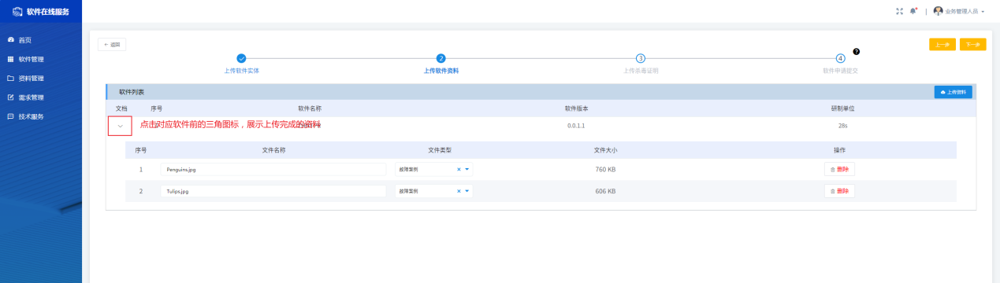 软件在线服务
业务管理人员
首页
软件管理
资料管理
需求管理
技术服务
← 返回
上一步 下一步
2 3 4 ?
上传软件实体 上传软件资料 上传杀毒证明 软件申请提交
软件列表 上传资料
文档 序号 软件名称 软件版本 研制单位
点击对应软件前的三角图标，展示上传完成的资料
0.0.1.1 28s
序号 文件名称 文件类型 文件大小 操作
1 Penguins.jpg 故障案例 × 760 KB 删除
2 Tulips.jpg 故障案例 × 606 KB 删除